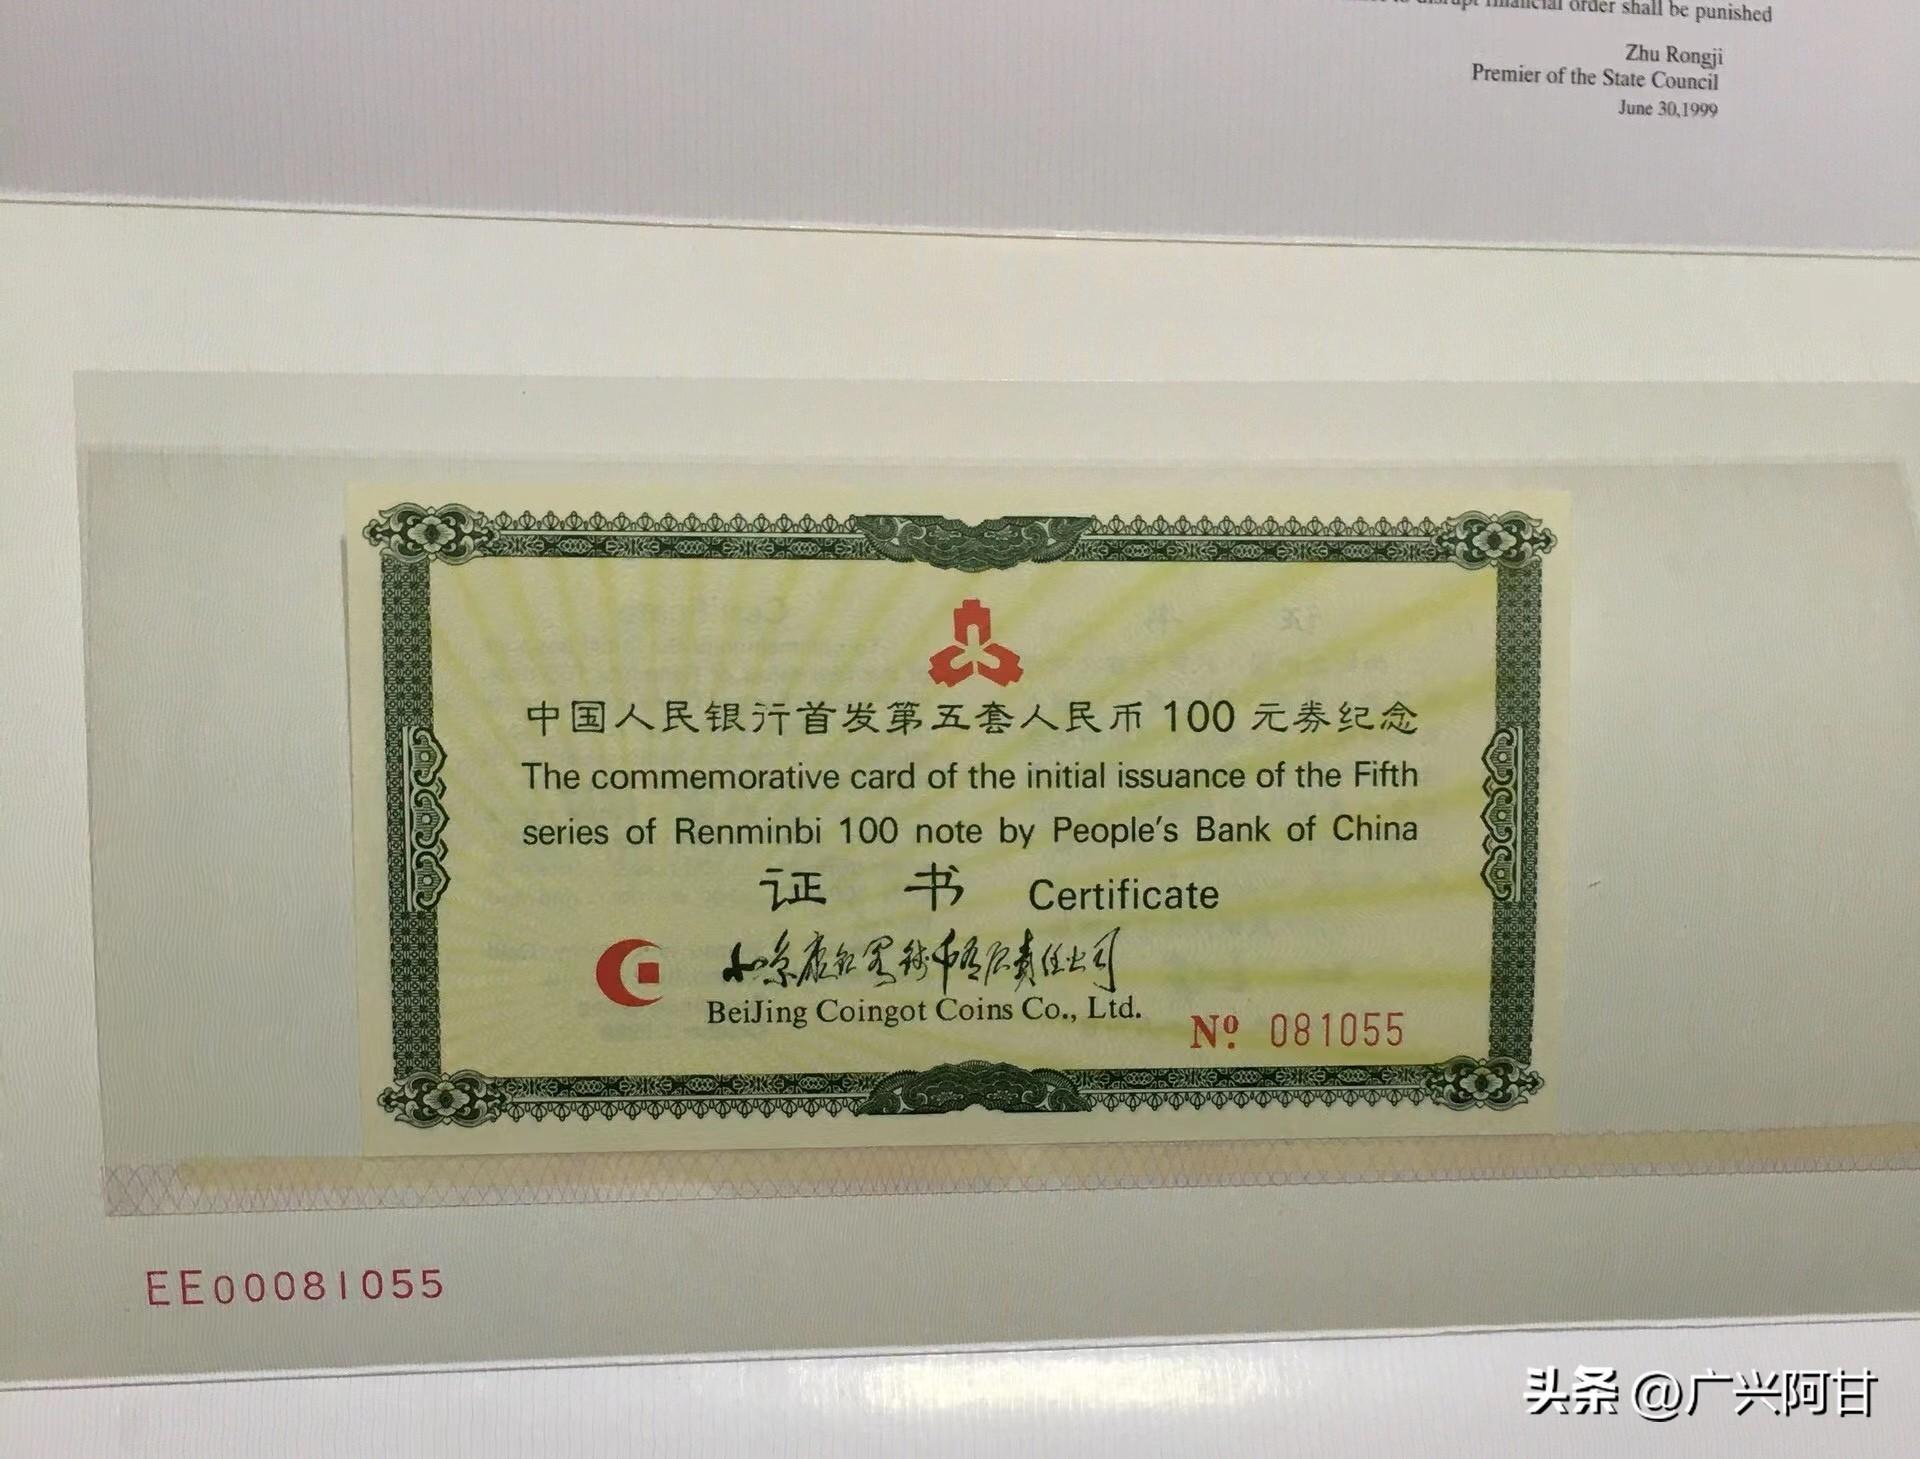 disrupt financial order shall be punished
Zhu Rongji
Premier of the State Council
June 30,1999
中国人民银行首发第五套人民币 100 元券纪念
The commemorative card of the initial issuance of the Fifth
series of Renminbi 100 note by People's Bank of China
证 书 Certificate
北京康银阁钱币有限责任公司
BeiJing Coingot Coins Co., Ltd.
Nº. 081055
EE00081055
头条 @广兴阿甘